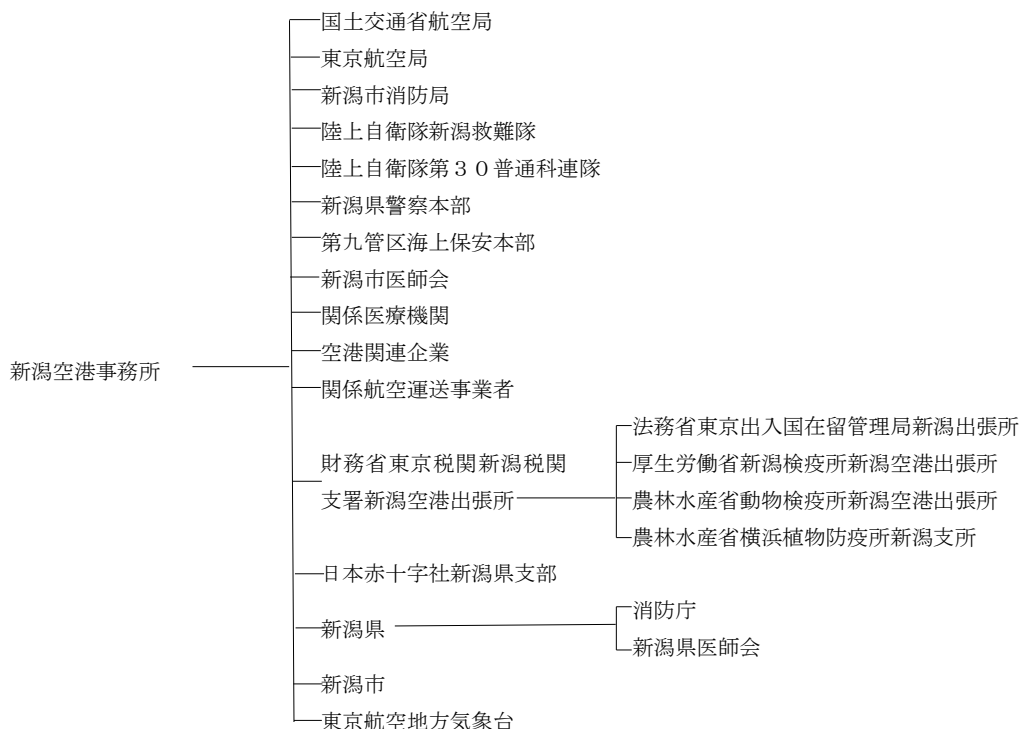 国土交通省航空局
東京航空局
新潟市消防局
陸上自衛隊新潟救難隊
陸上自衛隊第３０普通科連隊
新潟県警察本部
第九管区海上保安本部
新潟市医師会
関係医療機関
空港関連企業
新潟空港事務所
関係航空運送事業者
財務省東京税関新潟税関
支署新潟空港出張所
法務省東京出入国在留管理局新潟出張所
厚生労働省新潟検疫所新潟空港出張所
農林水産省動物検疫所新潟空港出張所
農林水産省横浜植物防疫所新潟支所
日本赤十字社新潟県支部
新潟県
消防庁
新潟県医師会
新潟市
東京航空地方気象台